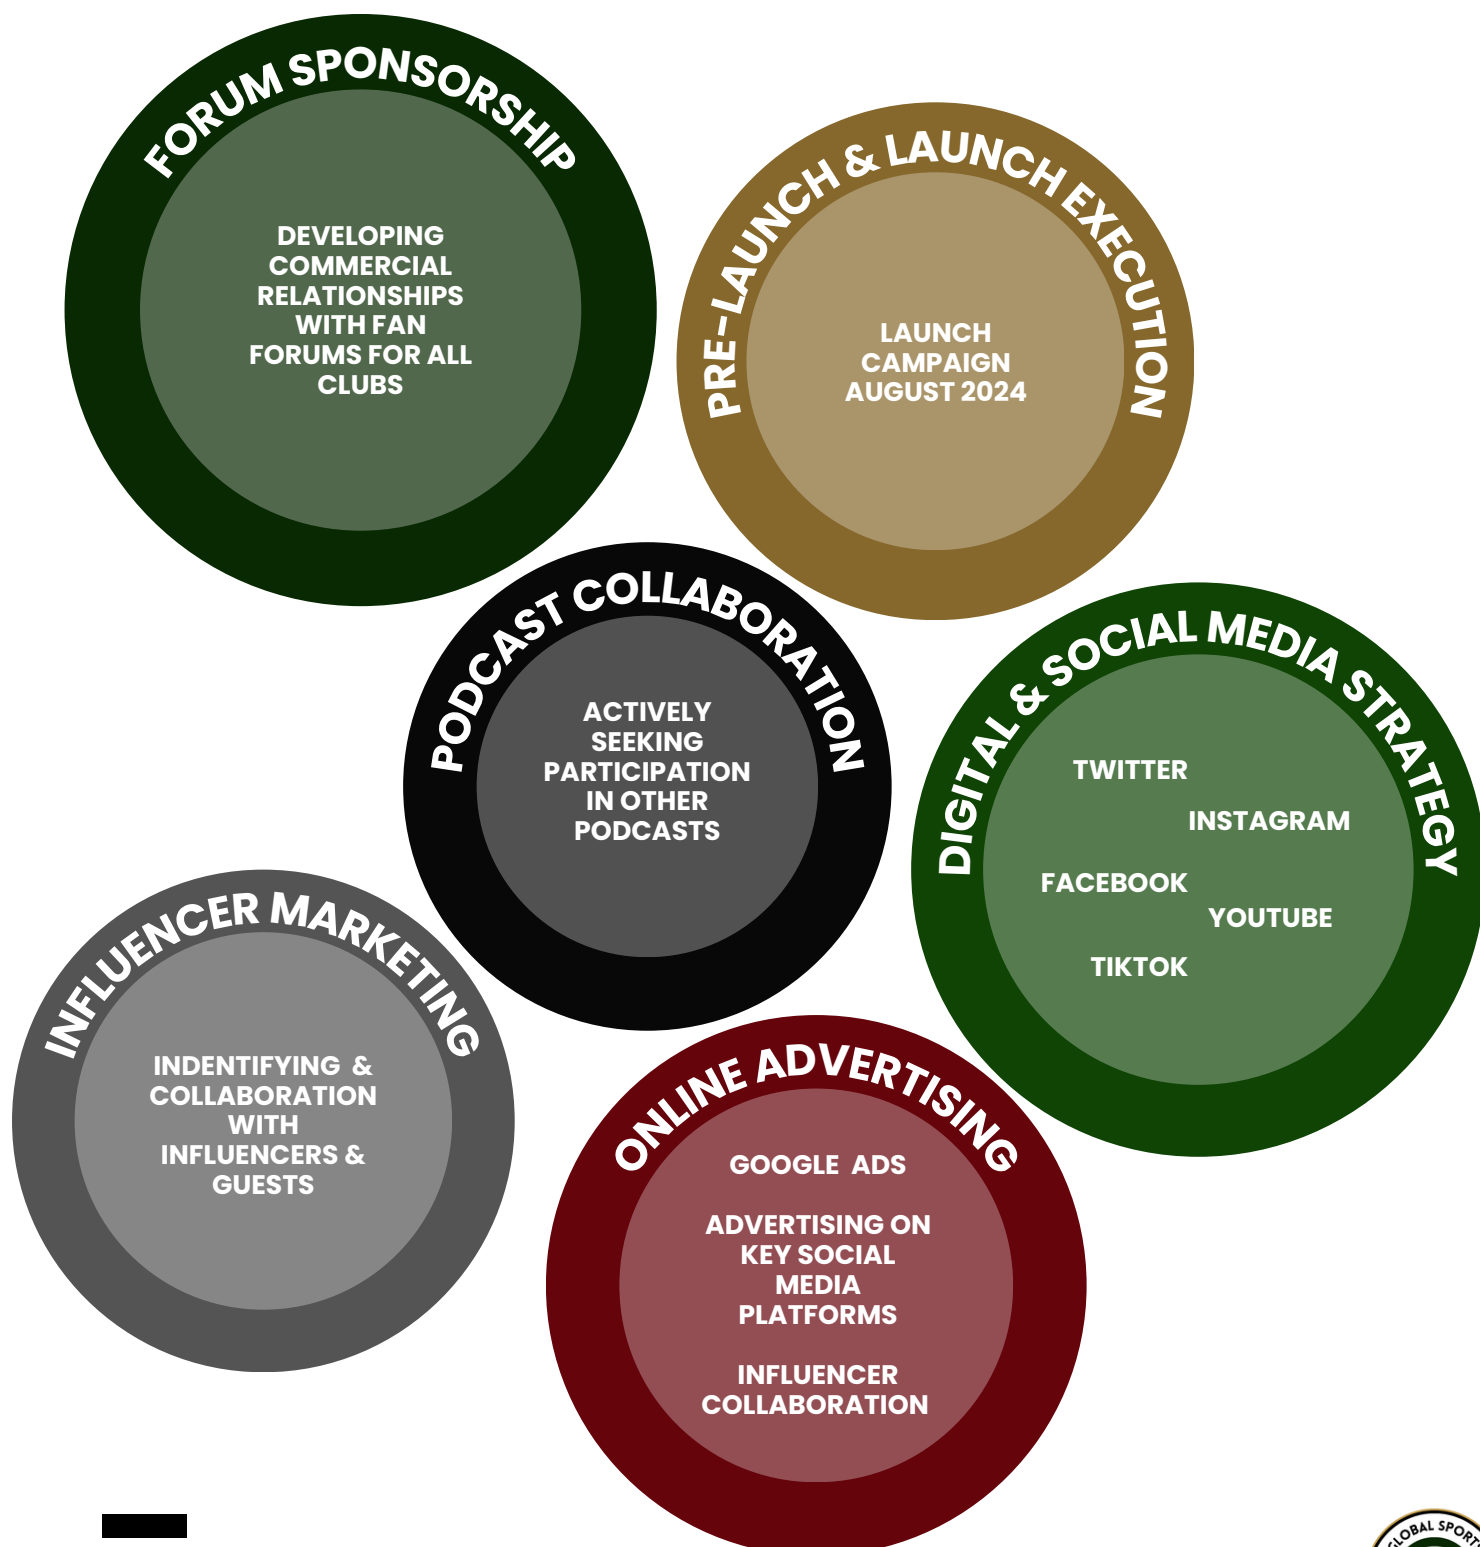 FORUM SPONSORSHIP
DEVELOPING
COMMERCIAL
RELATIONSHIPS
WITH FAN
FORUMS FOR ALL
CLUBS
PRE-LAUNCH & LAUNCH EXECUTION
LAUNCH
CAMPAIGN
AUGUST 2024
PODCAST COLLABORATION
ACTIVELY
SEEKING
PARTICIPATION
IN OTHER
PODCASTS
DIGITAL & SOCIAL MEDIA STRATEGY
TWITTER
INSTAGRAM
FACEBOOK
YOUTUBE
TIKTOK
INFLUENCER MARKETING
INDENTIFYING &
COLLABORATION
WITH
INFLUENCERS &
GUESTS
ONLINE ADVERTISING
GOOGLE ADS
ADVERTISING ON
KEY SOCIAL
MEDIA
PLATFORMS
INFLUENCER
COLLABORATION